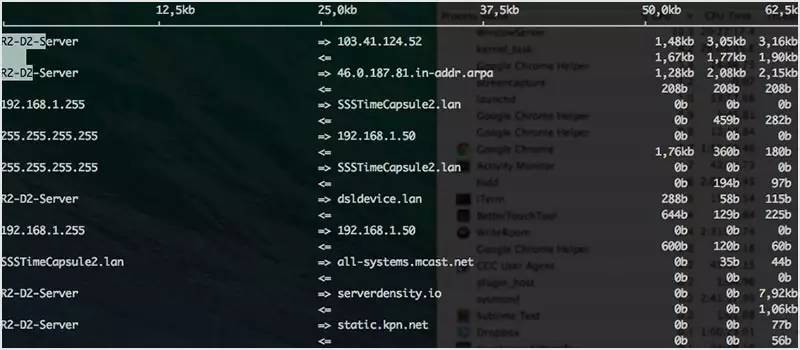 12,5kb 25,0kb 37,5kb 50,0kb 62,5kb
R2-D2-Server => 103.41.124.52 1,48kb 3,05kb 3,16kb
<= 1,67kb 1,77kb 1,90kb
R2-D2-Server => 46.0.187.81.in-addr.arpa 1,28kb 2,08kb 2,15kb
<= 208b 208b 208b
192.168.1.255 => SSSTimeCapsule2.lan 0b 0b 0b
<= 0b 459b 282b
255.255.255.255 => 192.168.1.50 0b 0b 0b
<= 1,76kb 360b 180b
255.255.255.255 => SSSTimeCapsule2.lan 0b 0b 0b
<= 0b 194b 97b
R2-D2-Server => dsldevice.lan 288b 58b 115b
<= 644b 129b 225b
192.168.1.255 => 192.168.1.50 0b 0b 0b
<= 600b 120b 60b
SSSTimeCapsule2.lan => all-systems.mcast.net 0b 35b 44b
<= 0b 0b 0b
R2-D2-Server => serverdensity.io 0b 0b 7,92kb
<= 0b 0b 1,06kb
R2-D2-Server => static.kpn.net 0b 0b 77b
<= 0b 0b 56b
Process Name
CPU Time
WindowServer
kernel_task
Google Chrome Helper
screencapture
launchd
Google Chrome Helper
Google Chrome Helper
Google Chrome
Activity Monitor
hidd
iTerm
BetterTouchTool
WriteRoom
Google Chrome Helper
CCC User Agent
plugin_host
sysmond
Sublime Text
Dropbox